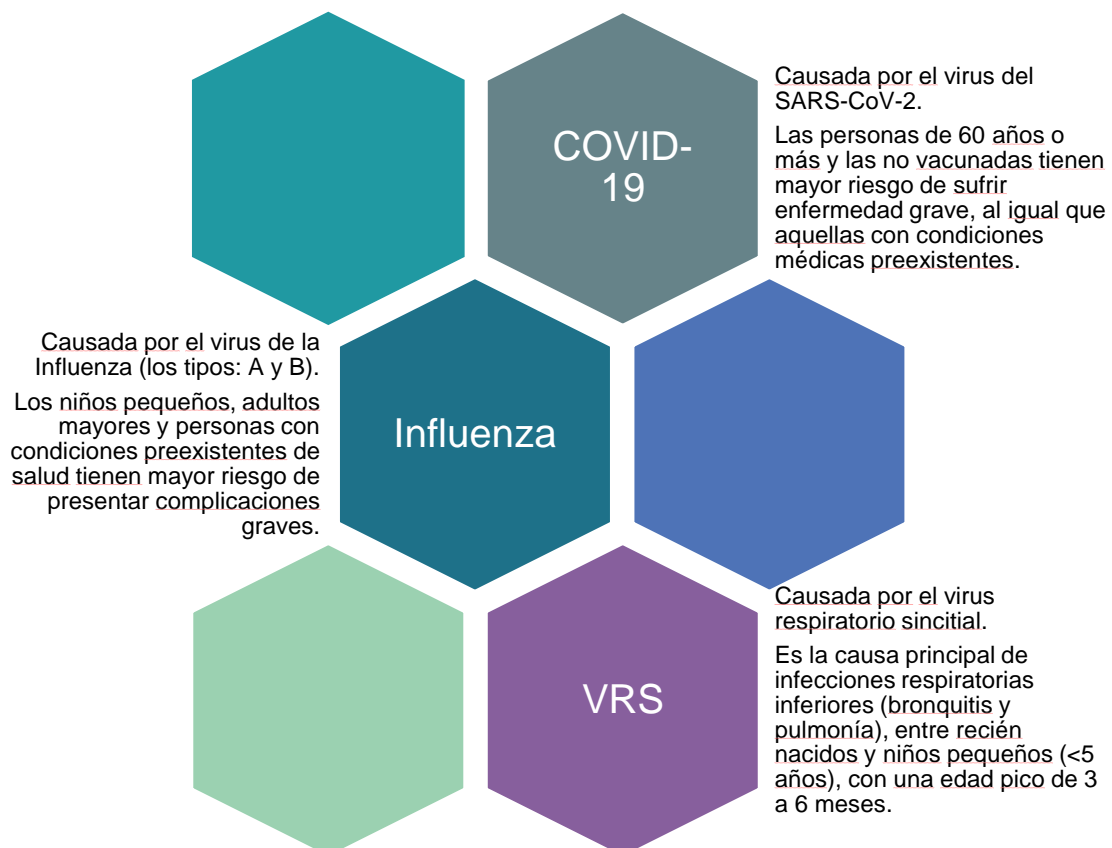 COVID-
19
Causada por el virus del
SARS-CoV-2.
Las personas de 60 años o
más y las no vacunadas tienen
mayor riesgo de sufrir
enfermedad grave, al igual que
aquellas con condiciones
médicas preexistentes.
Causada por el virus de la
Influenza (los tipos: A y B).
Los niños pequeños, adultos
mayores y personas con
condiciones preexistentes de
salud tienen mayor riesgo de
presentar complicaciones
graves.
Influenza
VRS
Causada por el virus
respiratorio sincitial.
Es la causa principal de
infecciones respiratorias
inferiores (bronquitis y
pulmonía), entre recién
nacidos y niños pequeños (<5
años), con una edad pico de 3
a 6 meses.